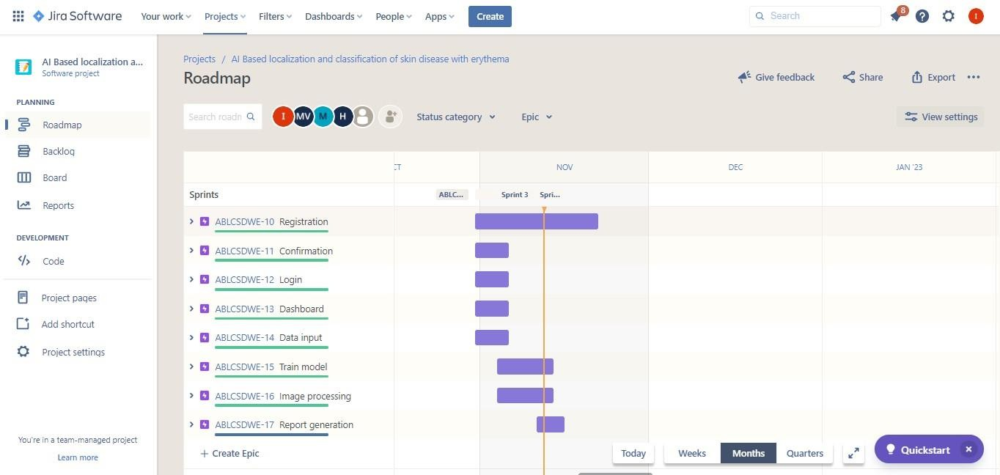 Jira Software
Your work
Projects
Filters
Dashboards
People
Apps
Create
Search
8
?
I
AI Based localization a...
Software project
PLANNING
Roadmap
Backlog
Board
Reports
DEVELOPMENT
Code
Project pages
Add shortcut
Project settings
You're in a team-managed project
Learn more
Projects / AI Based localization and classification of skin disease with erythema
Roadmap
Give feedback
Share
Export
Search roadn
I MV M H
Status category
Epic
View settings
CT NOV DEC JAN '23
Sprints ABLC... Sprint 3 Spri...
ABLCSDWE-10 Registration
ABLCSDWE-11 Confirmation
ABLCSDWE-12 Login
ABLCSDWE-13 Dashboard
ABLCSDWE-14 Data input
ABLCSDWE-15 Train model
ABLCSDWE-16 Image processing
ABLCSDWE-17 Report generation
+ Create Epic
Today
Weeks
Months
Quarters
Quickstart